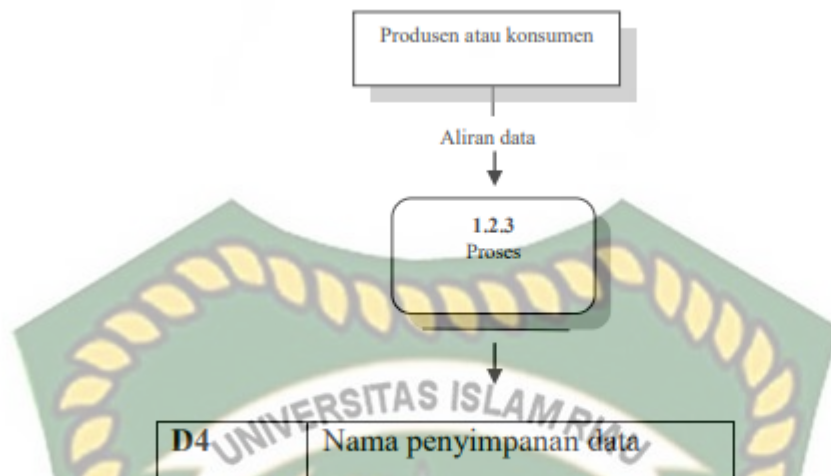 Produsen atau konsumen
Aliran data
1.2.3
Proses
UNIVERSITAS ISLAM RIAU
D4 Nama penyimpanan data